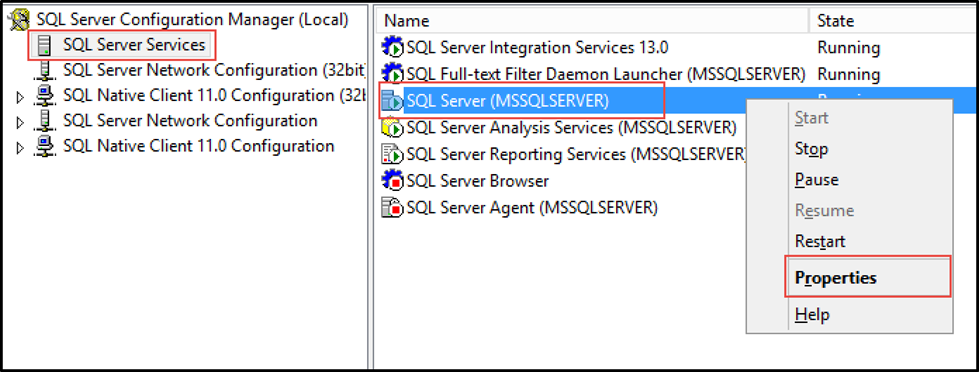 SQL Server Configuration Manager (Local)
SQL Server Services
SQL Server Network Configuration (32bit)
SQL Native Client 11.0 Configuration (32b
SQL Server Network Configuration
SQL Native Client 11.0 Configuration
Name State
SQL Server Integration Services 13.0 Running
SQL Full-text Filter Daemon Launcher (MSSQLSERVER) Running
SQL Server (MSSQLSERVER)
SQL Server Analysis Services (MSSQLSERVER)
SQL Server Reporting Services (MSSQLSERVER)
SQL Server Browser
SQL Server Agent (MSSQLSERVER)
Start
Stop
Pause
Resume
Restart
Properties
Help